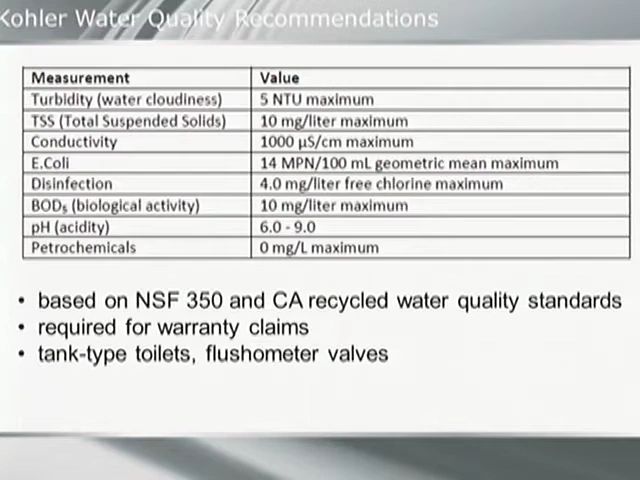 Kohler Water Quality Recommendations
Measurement Value
Turbidity (water cloudiness) 5 NTU maximum
TSS (Total Suspended Solids) 10 mg/liter maximum
Conductivity 1000 µS/cm maximum
E.Coli 14 MPN/100 mL geometric mean maximum
Disinfection 4.0 mg/liter free chlorine maximum
BOD₅ (biological activity) 10 mg/liter maximum
pH (acidity) 6.0 - 9.0
Petrochemicals 0 mg/L maximum
• based on NSF 350 and CA recycled water quality standards
• required for warranty claims
• tank-type toilets, flushometer valves